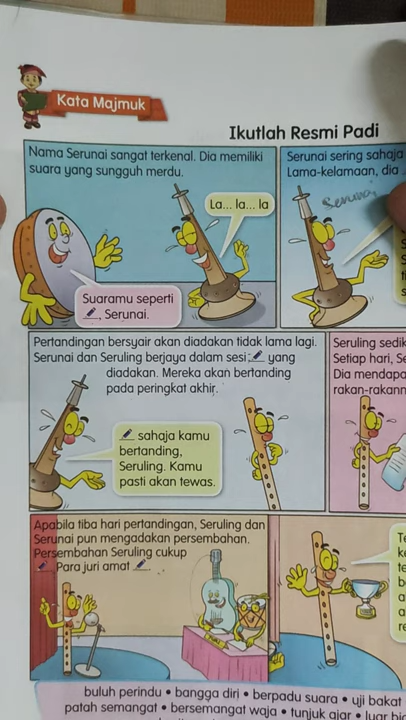 Kata Majmuk
Ikutlah Resmi Padi
Nama Serunai sangat terkenal. Dia memiliki
suara yang sungguh merdu.
La... la... la
Suaramu seperti
, Serunai.
Serunai sering sahaja
Lama-kelamaan, dia
Serunai
Pertandingan bersyair akan diadakan tidak lama lagi.
Serunai dan Seruling berjaya dalam sesi yang
diadakan. Mereka akan bertanding
pada peringkat akhir.
sahaja kamu
bertanding,
Seruling. Kamu
pasti akan tewas.
Seruling sedik
Setiap hari, Se
Dia mendapa
rakan-rakann
Apabila tiba hari pertandingan, Seruling dan
Serunai pun mengadakan persembahan.
Persembahan Seruling cukup
. Para juri amat .
buluh perindu • bangga diri • berpadu suara • uji bakat
patah semangat • bersemangat waja • tunjuk ajar •